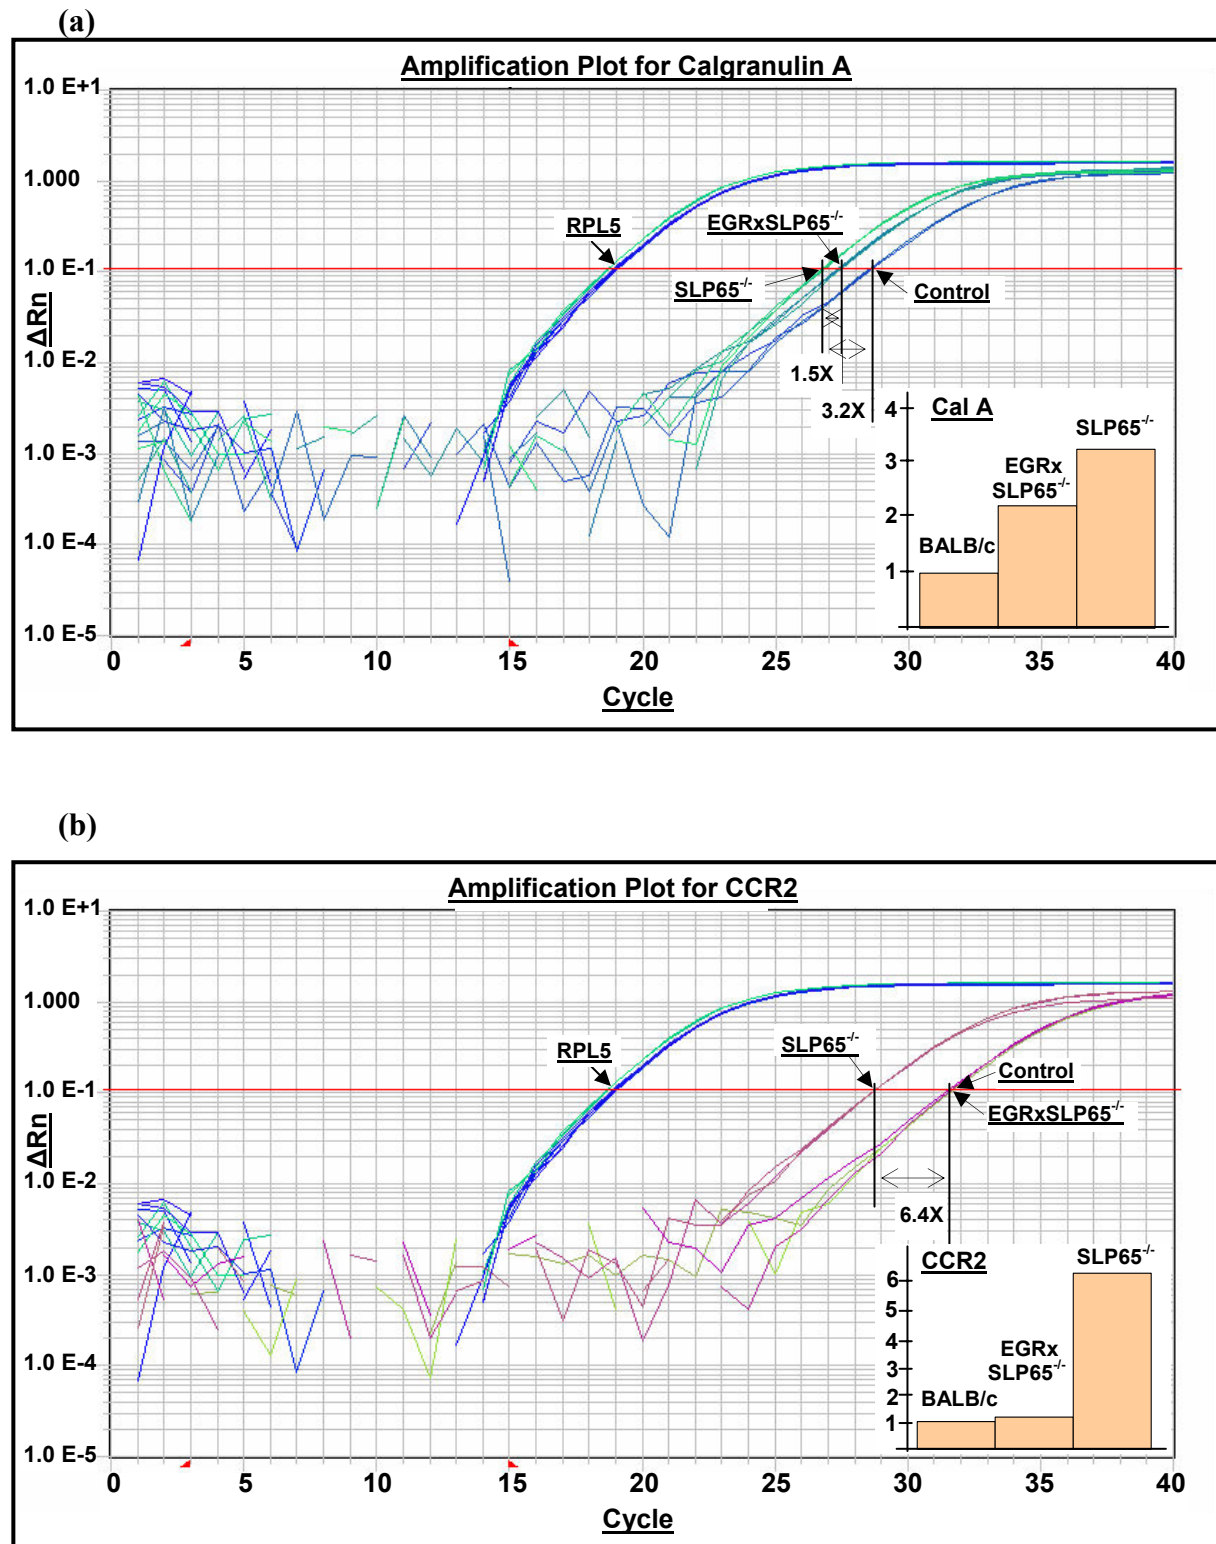 (a)
Amplification Plot for Calgranulin A
1.0 E+1
1.000
1.0 E-1
1.0 E-2
1.0 E-3
1.0 E-4
1.0 E-5
ΔRn
RPL5
EGRxSLP65-/-
SLP65-/-
Control
1.5X
3.2X
Cal A
4
3
2
1
BALB/c
EGRx
SLP65-/-
SLP65-/-
0 5 10 15 20 25 30 35 40
Cycle
(b)
Amplification Plot for CCR2
1.0 E+1
1.000
1.0 E-1
1.0 E-2
1.0 E-3
1.0 E-4
1.0 E-5
ΔRn
RPL5
SLP65-/-
Control
EGRxSLP65-/-
6.4X
CCR2
6
5
4
3
2
1
BALB/c
EGRx
SLP65-/-
SLP65-/-
0 5 10 15 20 25 30 35 40
Cycle